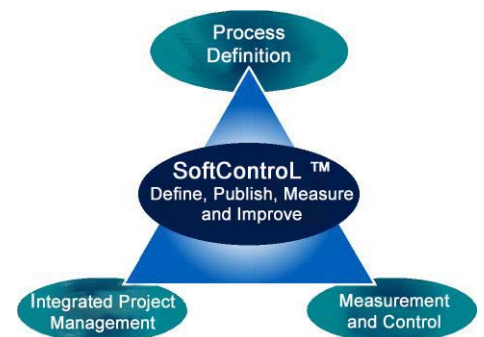 Process
Definition
SoftControL ™
Define, Publish, Measure
and Improve
Integrated Project
Management
Measurement
and Control